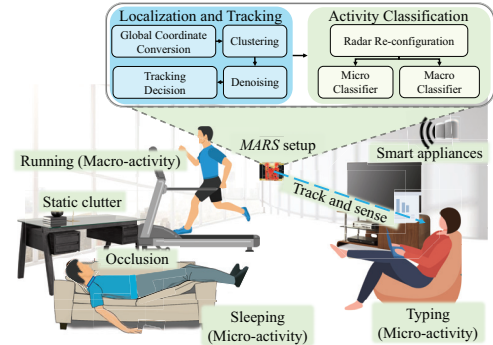 Localization and Tracking
Global Coordinate
Conversion
Clustering
Tracking
Decision
Denoising
Activity Classification
Radar Re-configuration
Micro
Classifier
Macro
Classifier
MARS setup
Smart appliances
Running (Macro-activity)
Track and sense
Static clutter
Occlusion
Sleeping
(Micro-activity)
Typing
(Micro-activity)